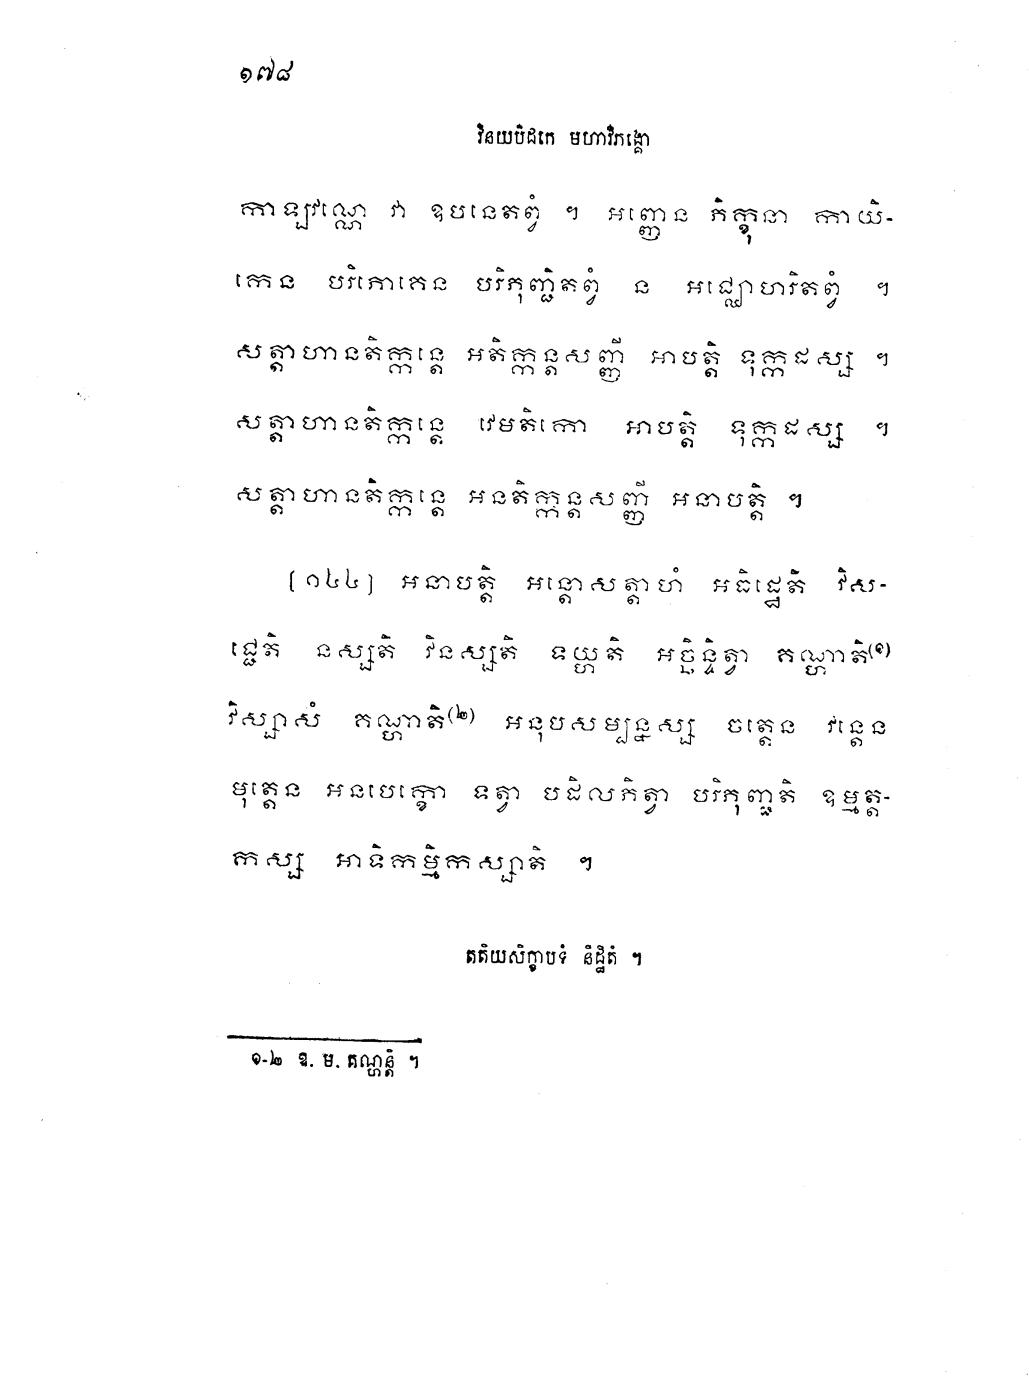 ១៧៨
វិនយបិដកេ មហាវិភង្គោ
កាឡវណ្ណេ វា ឧបនេតព្វំ ។ អញ្ញេន ភិក្ខុនា កាយិ-
កេន បរិភោគេន បរិភុញ្ជិតព្វំ ន អជ្ឈោហរិតព្វំ ។
សត្តាហានតិក្កន្តេ អតិក្កន្តសញ្ញី អាបត្តិ ទុក្កដស្ស ។
សត្តាហានតិក្កន្តេ វេមតិកោ អាបត្តិ ទុក្កដស្ស ។
សត្តាហានតិក្កន្តេ អនតិក្កន្តសញ្ញី អនាបត្តិ ។
[១៤៤] អនាបត្តិ អន្តោសត្តាហំ អធិដ្ឋេតិ វិស-
ជ្ជេតិ នស្សតិ វិនស្សតិ ទយ្ហតិ អច្ឆិន្ទិត្វា គណ្ហាតិ(១)
វិស្សាសំ គណ្ហាតិ(២) អនុបសម្បន្នស្ស ចត្តេន វន្តេន
មុត្តេន អនបេក្ខោ ទត្វា បដិលភិត្វា បរិភុញ្ជតិ ឧម្មត្ត-
កស្ស អាទិកម្មិកស្សាតិ ។
តតិយសិក្ខាបទំ និដ្ឋិតំ ។
១-២ ឧ. ម. គណ្ហន្តិ ។